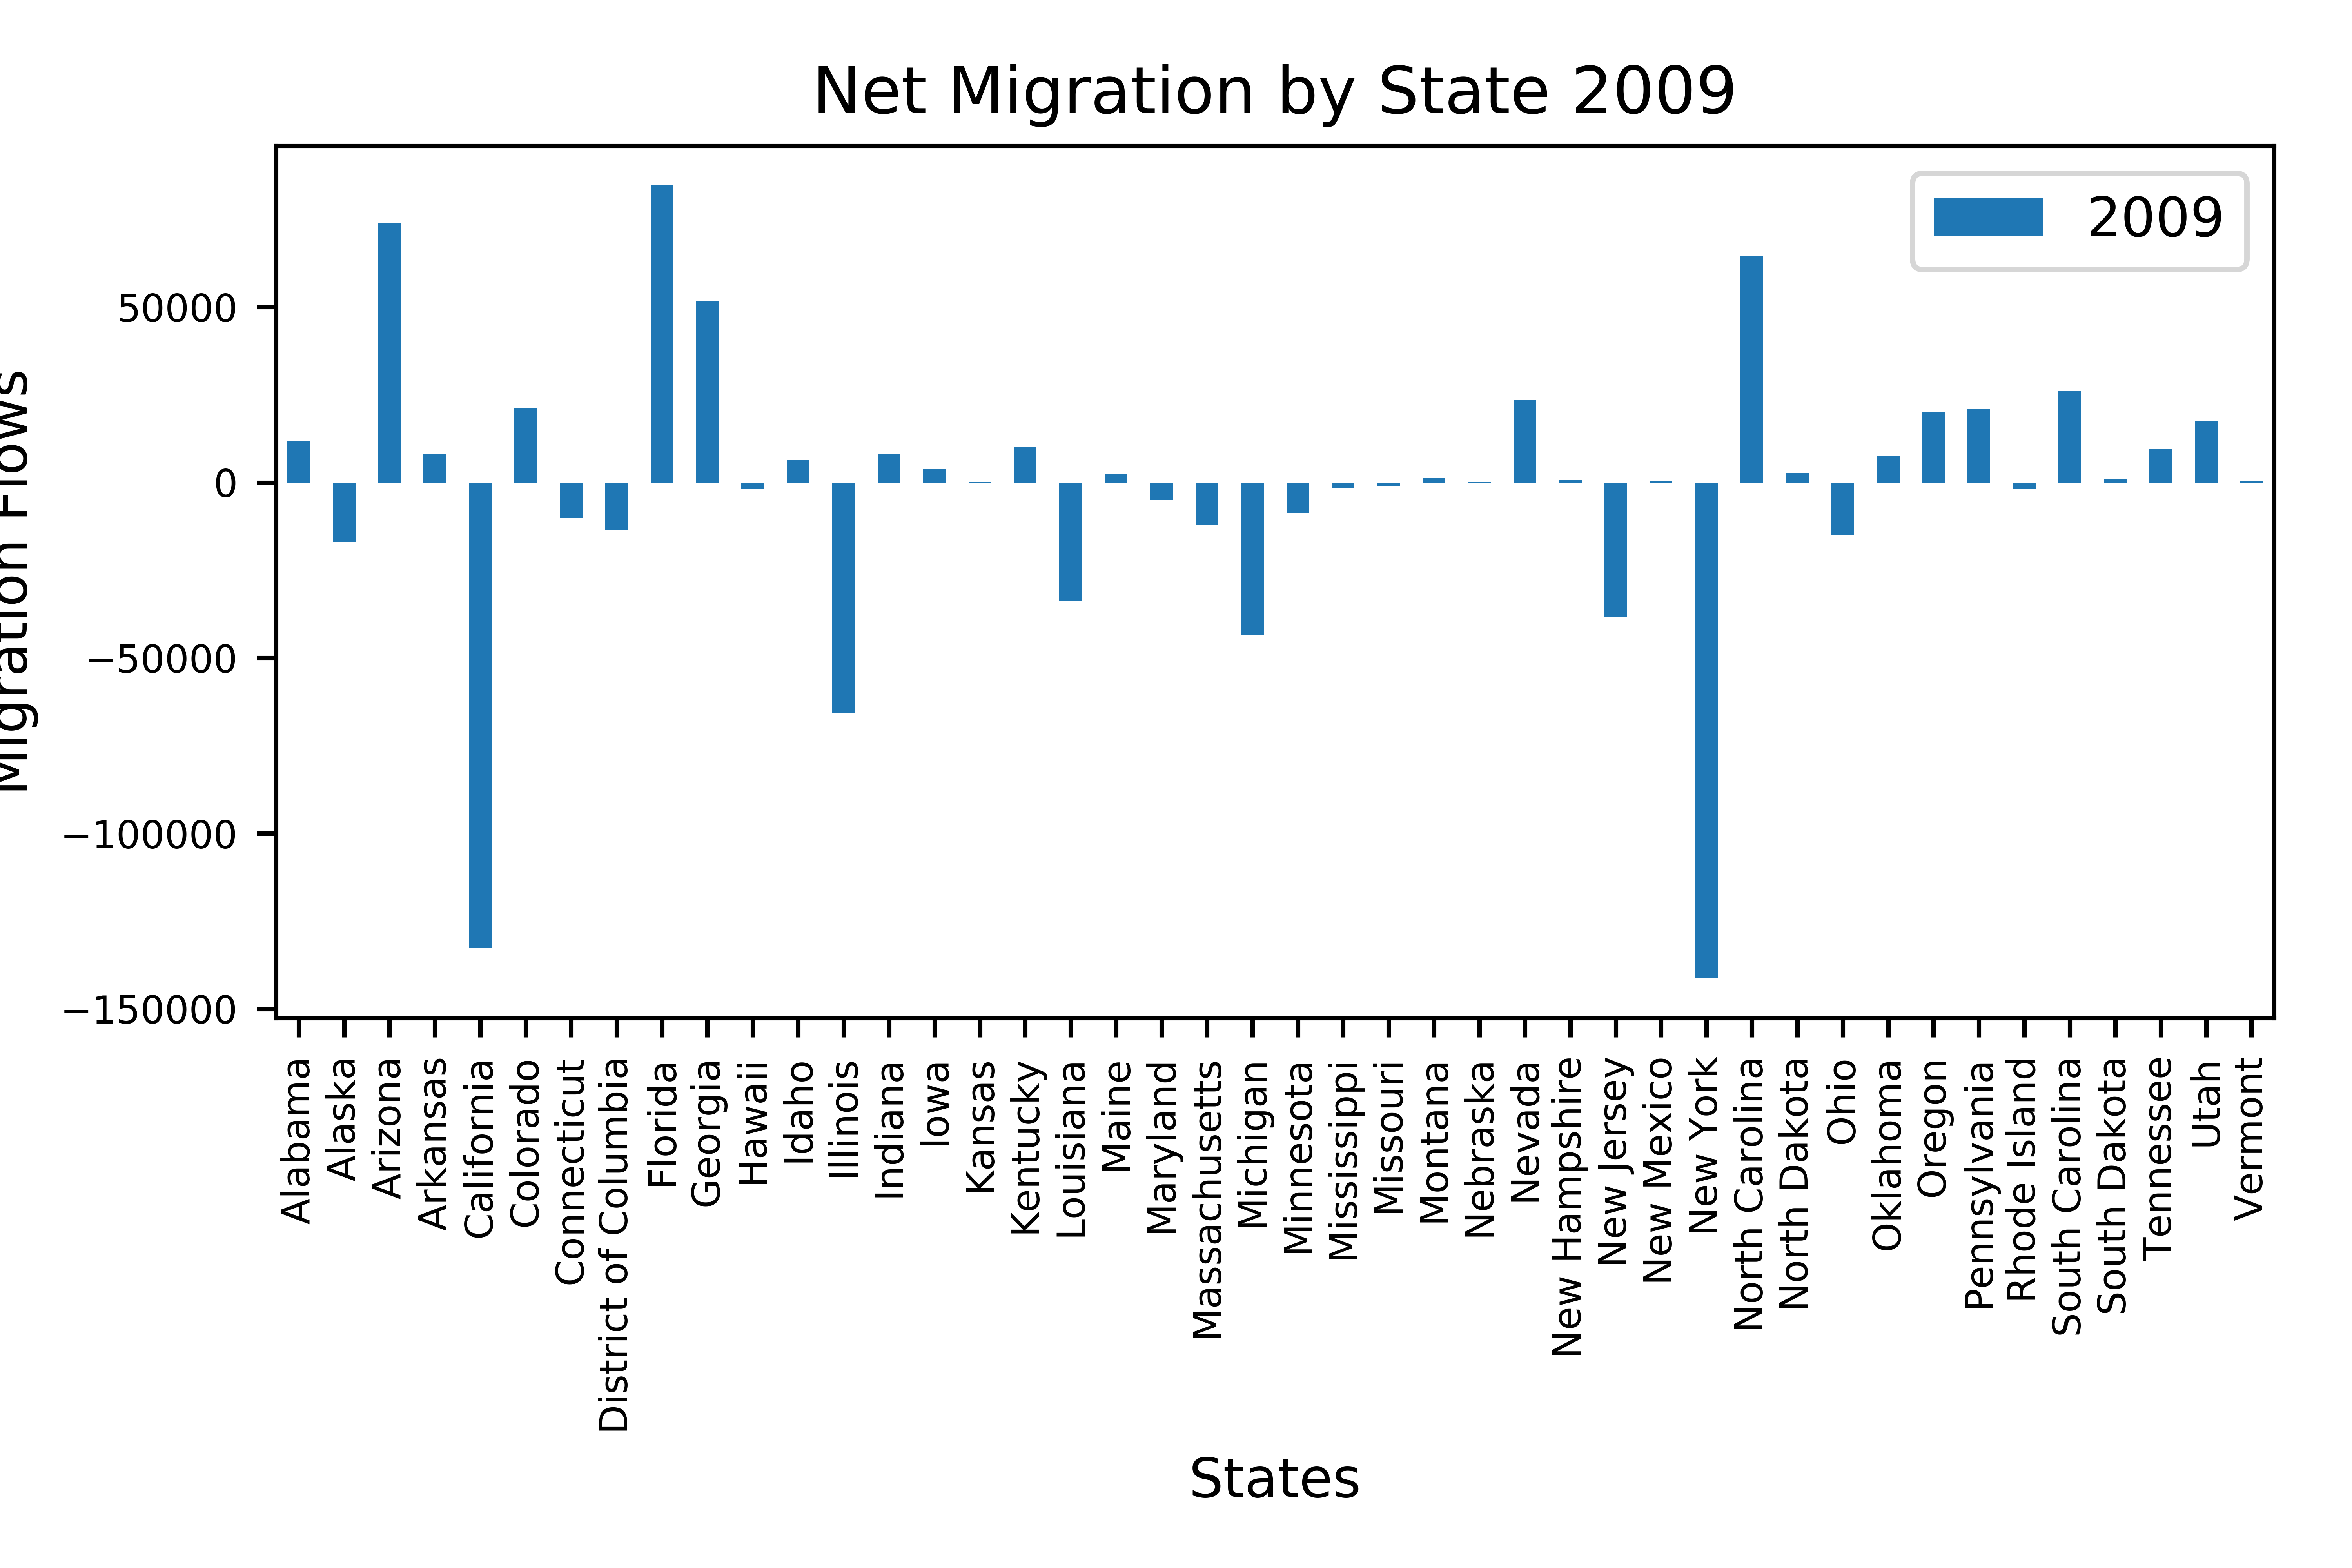 Net Migration by State 2009
2009
Migration Flows
50000
0
−50000
−100000
−150000
Alabama
Alaska
Arizona
Arkansas
California
Colorado
Connecticut
District of Columbia
Florida
Georgia
Hawaii
Idaho
Illinois
Indiana
Iowa
Kansas
Kentucky
Louisiana
Maine
Maryland
Massachusetts
Michigan
Minnesota
Mississippi
Missouri
Montana
Nebraska
Nevada
New Hampshire
New Jersey
New Mexico
New York
North Carolina
North Dakota
Ohio
Oklahoma
Oregon
Pennsylvania
Rhode Island
South Carolina
South Dakota
Tennessee
Utah
Vermont
States